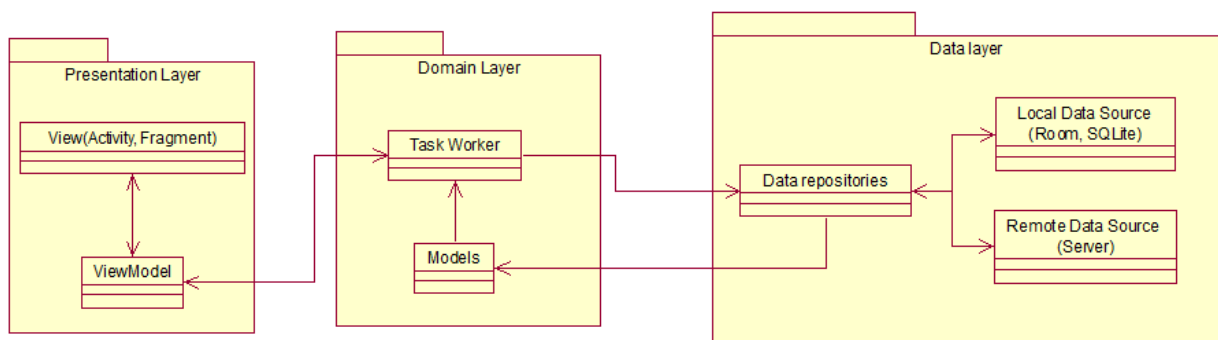 Presentation Layer
View(Activity, Fragment)
ViewModel
Domain Layer
Task Worker
Models
Data layer
Data repositories
Local Data Source
(Room, SQLite)
Remote Data Source
(Server)